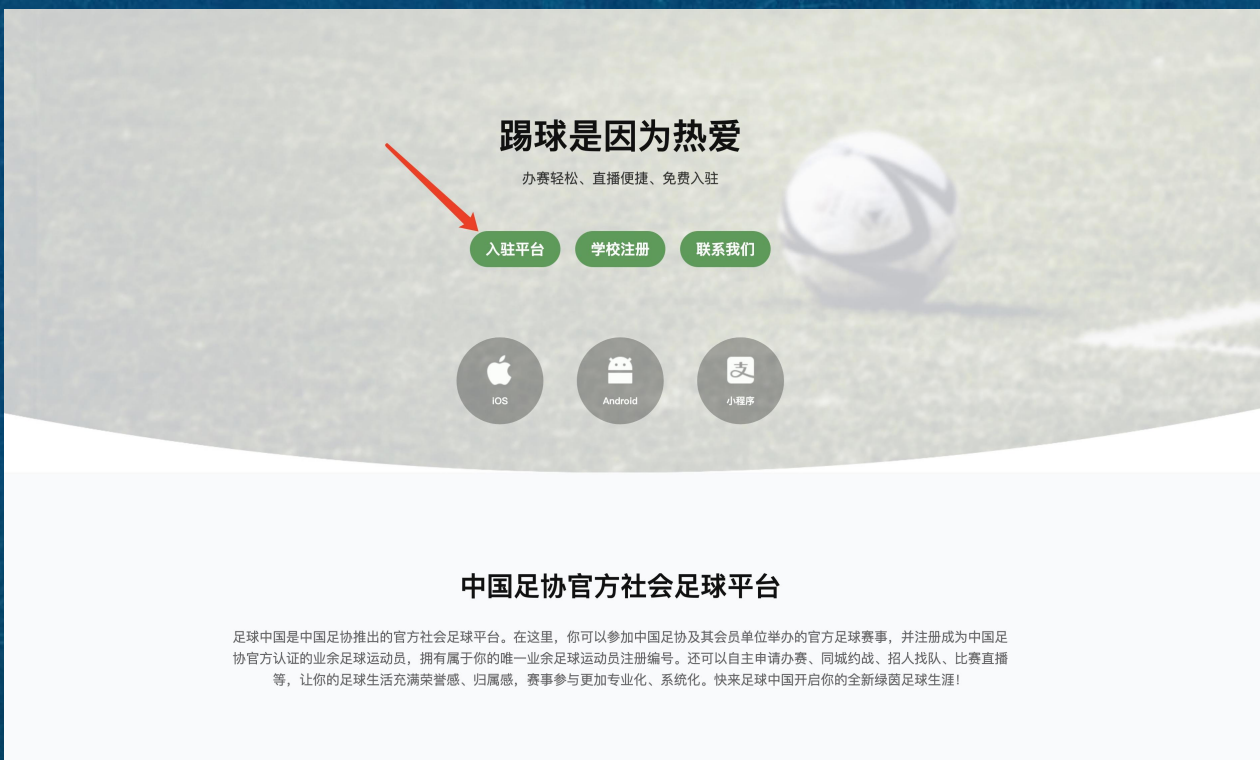 踢球是因为热爱
办赛轻松、直播便捷、免费入驻
入驻平台 学校注册 联系我们
iOS Android 小程序
中国足协官方社会足球平台
足球中国是中国足协推出的官方社会足球平台。在这里，你可以参加中国足协及其会员单位举办的官方足球赛事，并注册成为中国足
协官方认证的业余足球运动员，拥有属于你的唯一业余足球运动员注册编号。还可以自主申请办赛、同城约战、招人找队、比赛直播
等，让你的足球生活充满荣誉感、归属感，赛事参与更加专业化、系统化。快来足球中国开启你的全新绿茵足球生涯！